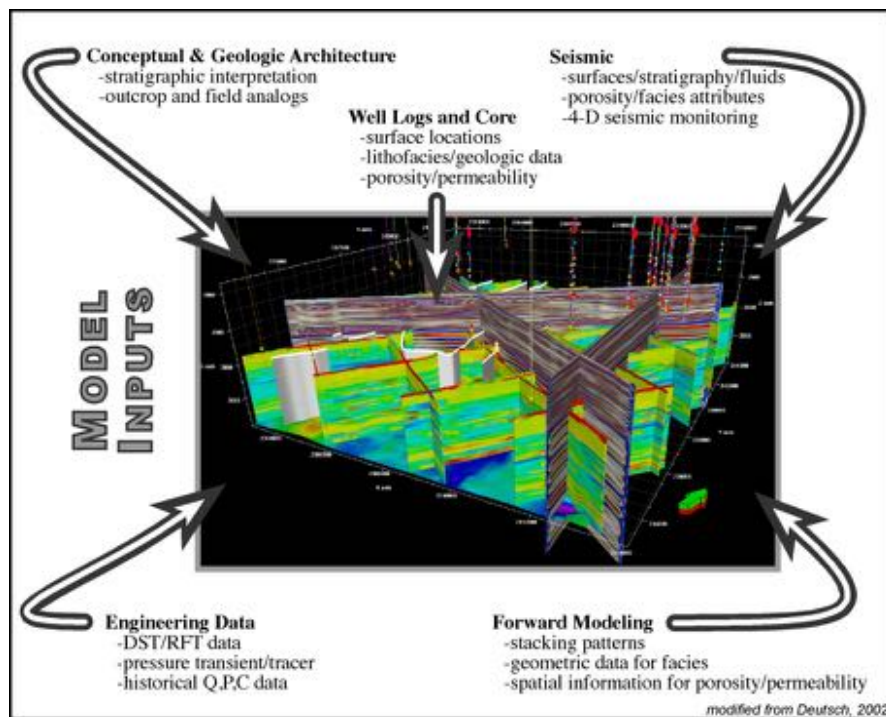 Conceptual & Geologic Architecture
-stratigraphic interpretation
-outcrop and field analogs
Seismic
-surfaces/stratigraphy/fluids
-porosity/facies attributes
-4-D seismic monitoring
Well Logs and Core
-surface locations
-lithofacies/geologic data
-porosity/permeability
MODEL
INPUTS
Engineering Data
-DST/RFT data
-pressure transient/tracer
-historical Q,P,C data
Forward Modeling
-stacking patterns
-geometric data for facies
-spatial information for porosity/permeability
modified from Deutsch, 2002